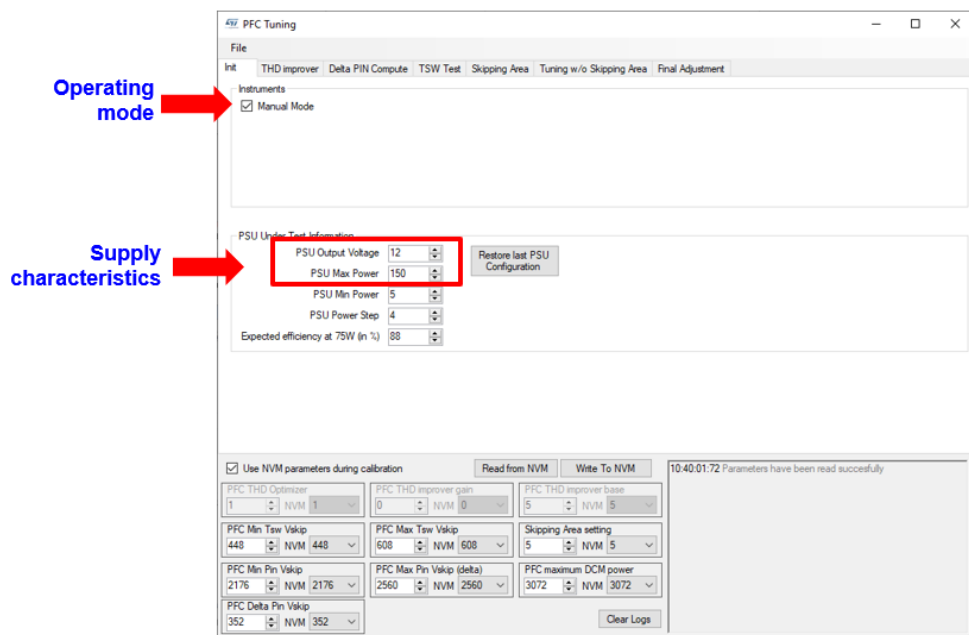 PFC Tuning
File
Init THD improver Delta PIN Compute TSW Test Skipping Area Tuning w/o Skipping Area Final Adjustment
Operating
mode
Instruments
Manual Mode
Supply
characteristics
PSU Under Test Information
PSU Output Voltage 12
Restore last PSU
Configuration
PSU Max Power 150
PSU Min Power 5
PSU Power Step 4
Expected efficiency at 75W (in %) 88
Use NVM parameters during calibration Read from NVM Write To NVM
10:40:01:72 Parameters have been read succesfully
PFC THD Optimizer PFC THD improver gain PFC THD improver base
1 NVM 1 0 NVM 0 5 NVM 5
PFC Min Tsw Vskip PFC Max Tsw Vskip Skipping Area setting
448 NVM 448 608 NVM 608 5 NVM 5
PFC Min Pin Vskip PFC Max Pin Vskip (delta) PFC maximum DCM power
2176 NVM 2176 2560 NVM 2560 3072 NVM 3072
PFC Delta Pin Vskip
352 NVM 352 Clear Logs